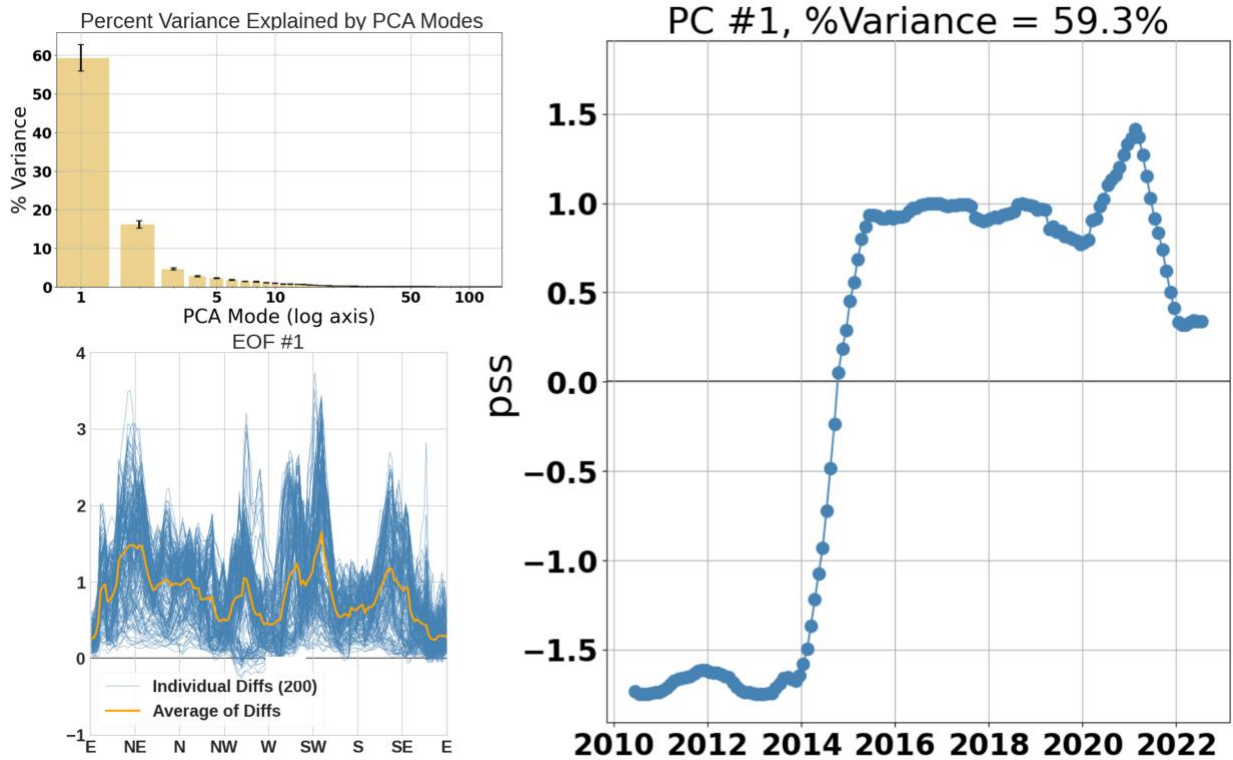 Percent Variance Explained by PCA Modes
% Variance
60
50
40
30
20
10
0
1 5 10 50 100
PCA Mode (log axis)
EOF #1
4
3
2
1
0
−1
Individual Diffs (200)
Average of Diffs
E NE N NW W SW S SE E
PC #1, %Variance = 59.3%
pss
1.5
1.0
0.5
0.0
−0.5
−1.0
−1.5
2010 2012 2014 2016 2018 2020 2022